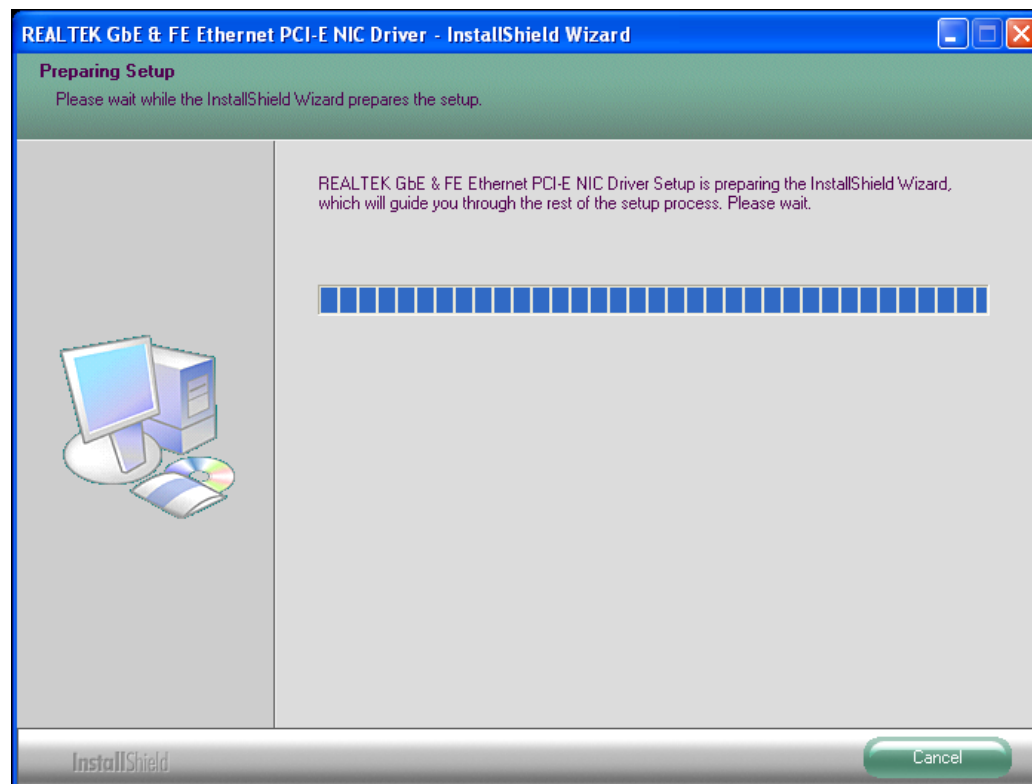 REALTEK GbE & FE Ethernet PCI-E NIC Driver - InstallShield Wizard
Preparing Setup
Please wait while the InstallShield Wizard prepares the setup.
REALTEK GbE & FE Ethernet PCI-E NIC Driver Setup is preparing the InstallShield Wizard,
which will guide you through the rest of the setup process. Please wait.
InstallShield
Cancel